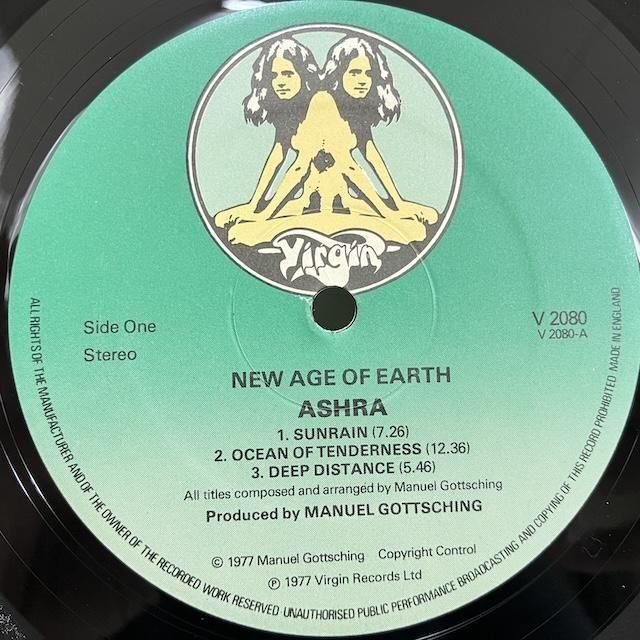 Virgin
Side One
Stereo
V 2080
V 2080-A
NEW AGE OF EARTH
ASHRA
1. SUNRAIN (7.26)
2. OCEAN OF TENDERNESS (12.36)
3. DEEP DISTANCE (5.46)
All titles composed and arranged by Manuel Gottsching
Produced by MANUEL GOTTSCHING
© 1977 Manuel Gottsching Copyright Control
℗ 1977 Virgin Records Ltd
ALL RIGHTS OF THE MANUFACTURER AND OF THE OWNER OF THE RECORDED WORK RESERVED · UNAUTHORISED PUBLIC PERFORMANCE BROADCASTING AND COPYING OF THIS RECORD PROHIBITED MADE IN ENGLAND